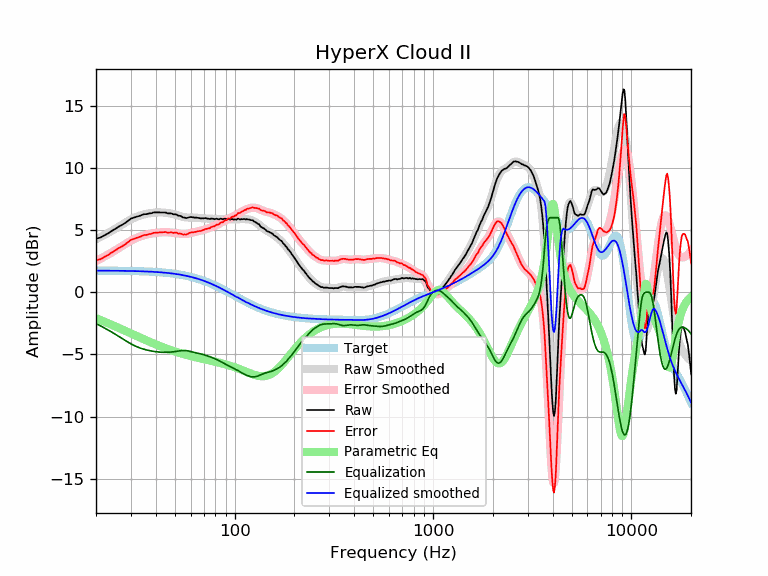 HyperX Cloud II
Amplitude (dBr)
15
10
5
0
−5
−10
−15
Target
Raw Smoothed
Error Smoothed
Raw
Error
Parametric Eq
Equalization
Equalized smoothed
100 1000 10000
Frequency (Hz)